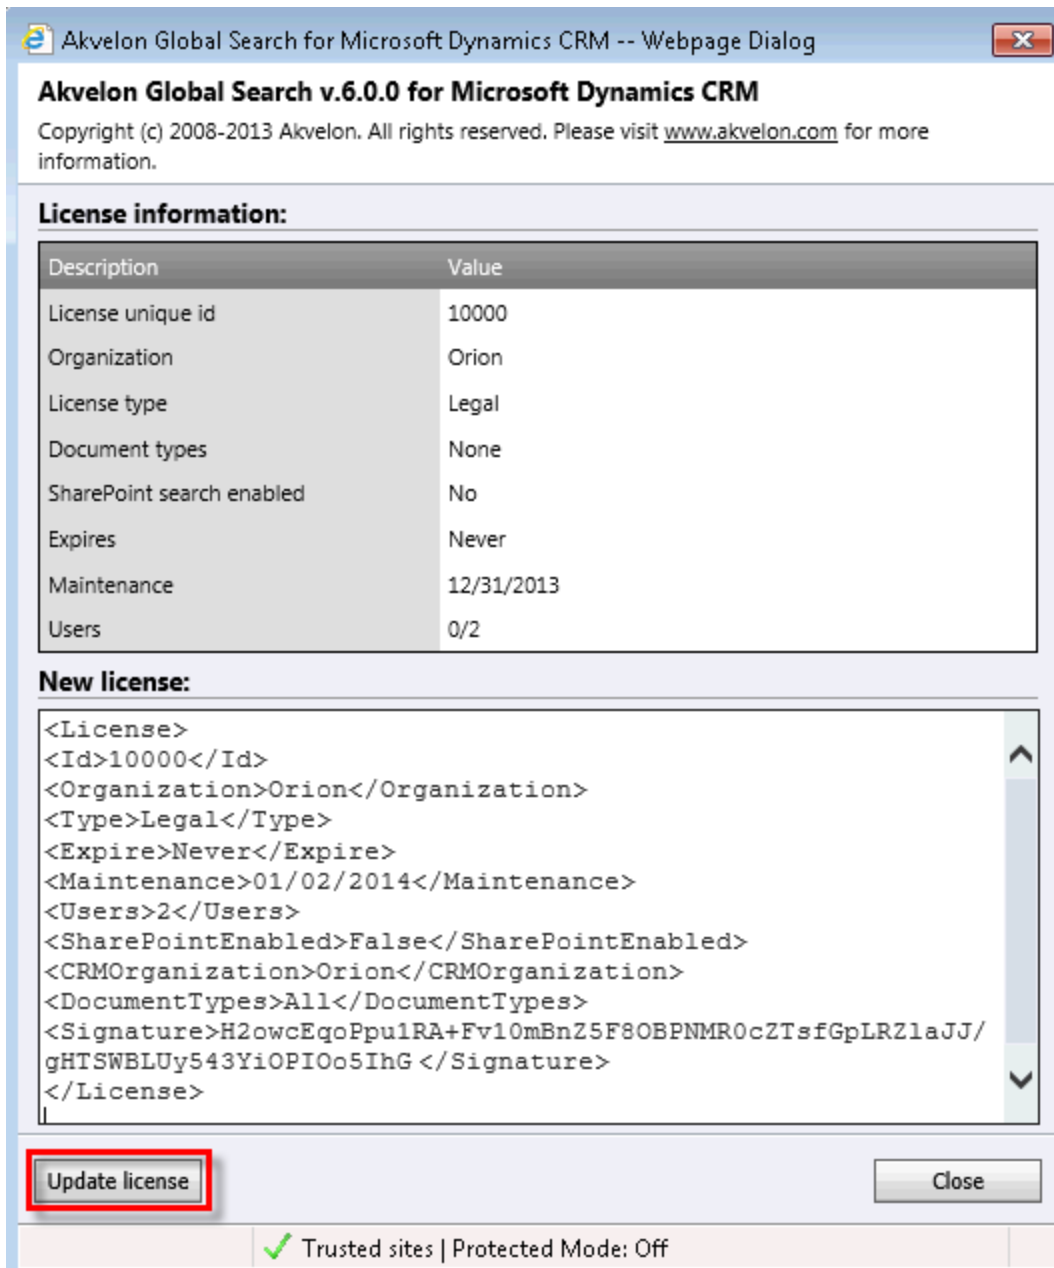 Akvelon Global Search for Microsoft Dynamics CRM -- Webpage Dialog
Akvelon Global Search v.6.0.0 for Microsoft Dynamics CRM
Copyright (c) 2008-2013 Akvelon. All rights reserved. Please visit www.akvelon.com for more
information.
License information:
Description Value
License unique id 10000
Organization Orion
License type Legal
Document types None
SharePoint search enabled No
Expires Never
Maintenance 12/31/2013
Users 0/2
New license:
<License>
<Id>10000</Id>
<Organization>Orion</Organization>
<Type>Legal</Type>
<Expire>Never</Expire>
<Maintenance>01/02/2014</Maintenance>
<Users>2</Users>
<SharePointEnabled>False</SharePointEnabled>
<CRMOrganization>Orion</CRMOrganization>
<DocumentTypes>All</DocumentTypes>
<Signature>H2owcEqoPpu1RA+Fv10mBnZ5F8OBPNMR0cZTsfGpLRZlaJJ/
gHTSWBLUy543YiOPIOo5IhG </Signature>
</License>
Update license Close
Trusted sites | Protected Mode: Off